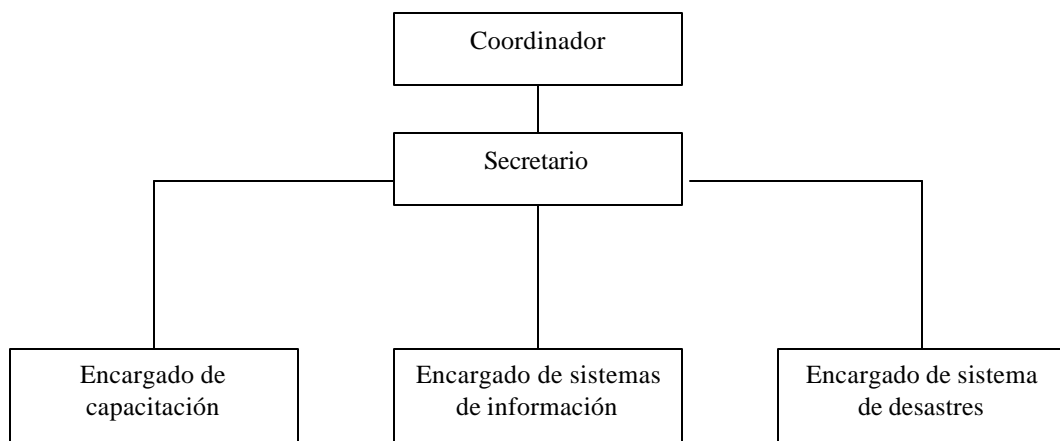 Coordinador
Secretario
Encargado de
capacitación
Encargado de sistemas
de información
Encargado de sistema
de desastres